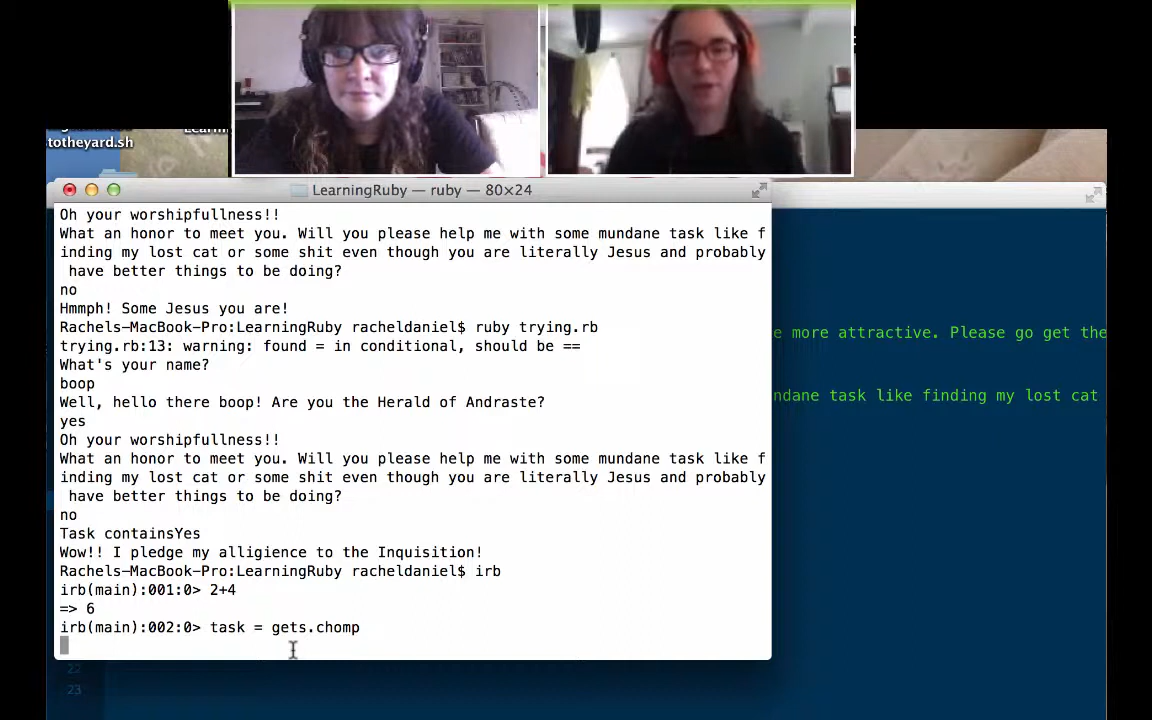 totheyard.sh
LearningRuby — ruby — 80×24
Oh your worshipfullness!!
What an honor to meet you. Will you please help me with some mundane task like f
inding my lost cat or some shit even though you are literally Jesus and probably
have better things to be doing?
no
Hmmph! Some Jesus you are!
Rachels-MacBook-Pro:LearningRuby racheldaniel$ ruby trying.rb
trying.rb:13: warning: found = in conditional, should be ==
What's your name?
boop
Well, hello there boop! Are you the Herald of Andraste?
yes
Oh your worshipfullness!!
What an honor to meet you. Will you please help me with some mundane task like f
inding my lost cat or some shit even though you are literally Jesus and probably
have better things to be doing?
no
Task containsYes
Wow!! I pledge my alligience to the Inquisition!
Rachels-MacBook-Pro:LearningRuby racheldaniel$ irb
irb(main):001:0> 2+4
=> 6
irb(main):002:0> task = gets.chomp
e more attractive. Please go get the
ndane task like finding my lost cat
22
23